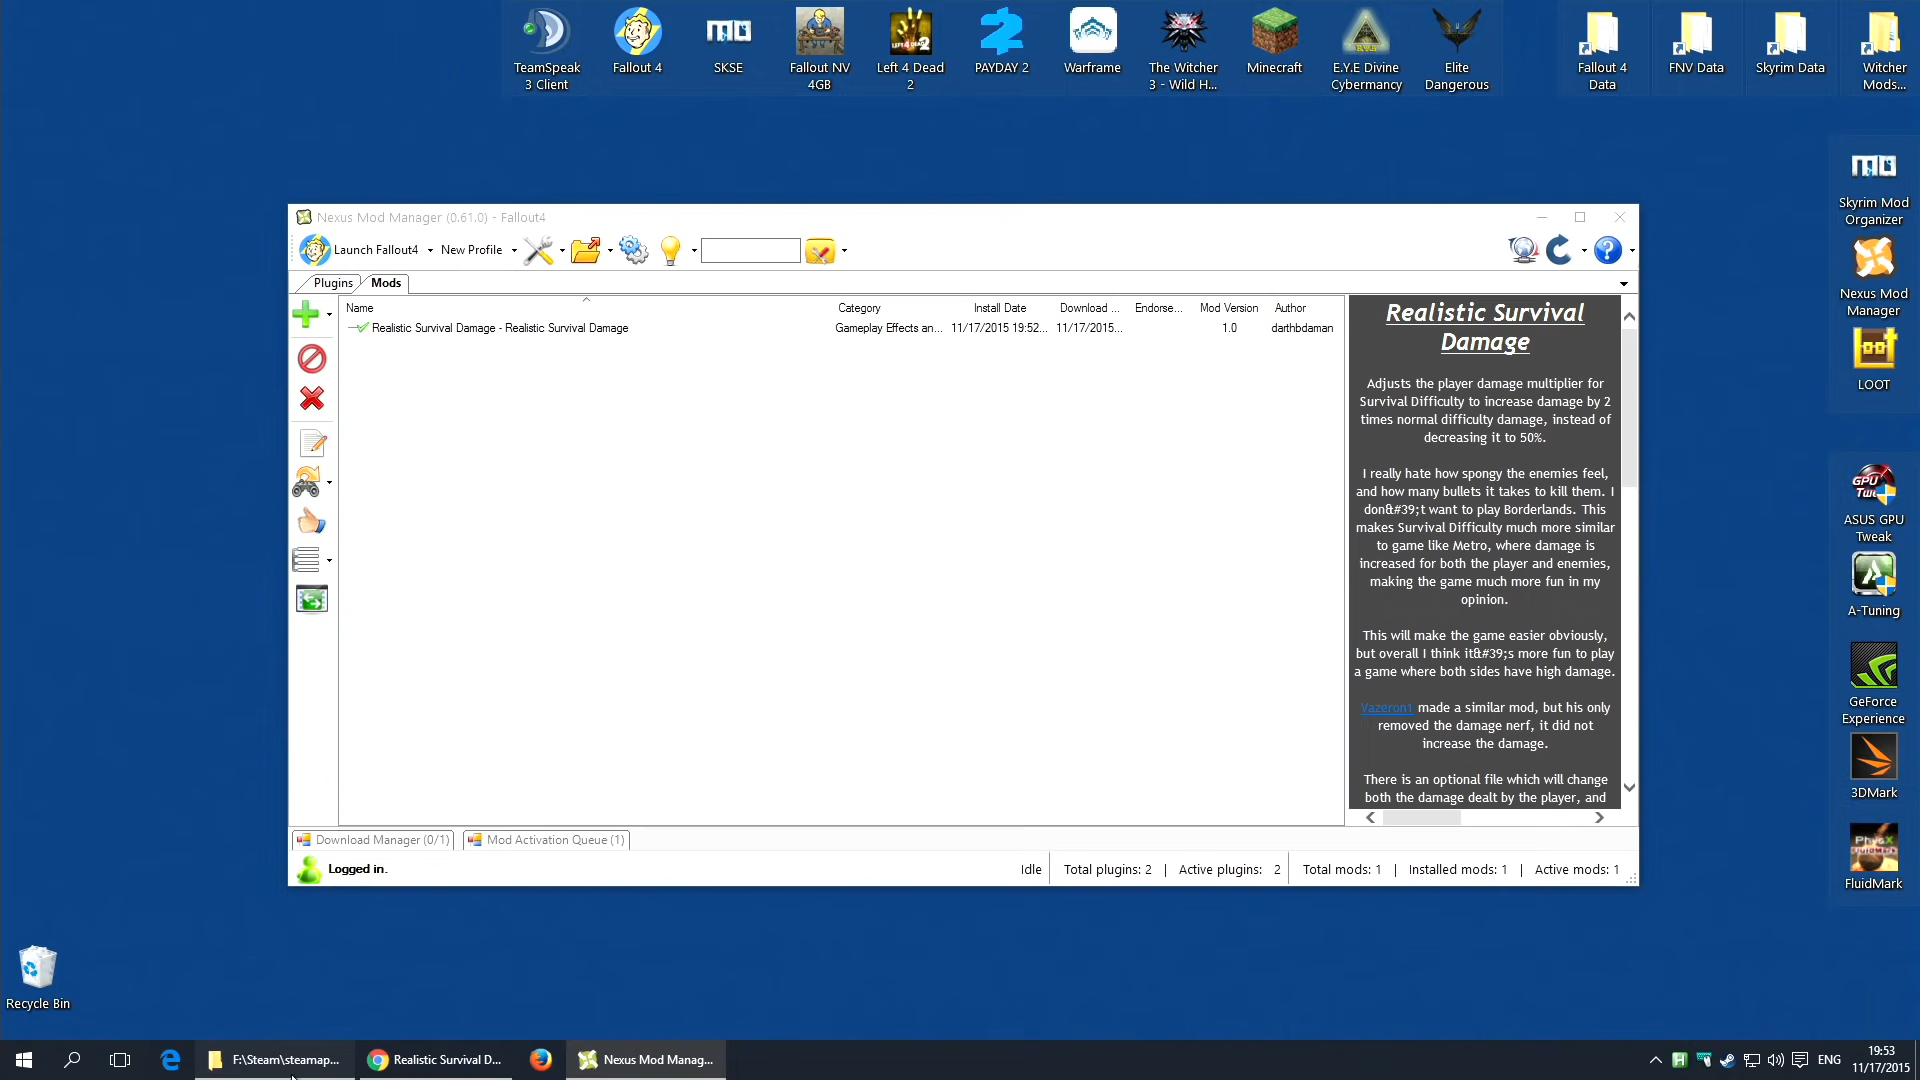 TeamSpeak
3 Client
Fallout 4
SKSE
Fallout NV
4GB
Left 4 Dead
2
PAYDAY 2
Warframe
The Witcher
3 - Wild H...
Minecraft
E.Y.E Divine
Cybermancy
Elite
Dangerous
Fallout 4
Data
FNV Data
Skyrim Data
Witcher
Mods...
Skyrim Mod
Organizer
Nexus Mod
Manager
LOOT
ASUS GPU
Tweak
A-Tuning
GeForce
Experience
3DMark
FluidMark
Recycle Bin
Nexus Mod Manager (0.61.0) - Fallout4
Launch Fallout4
New Profile
Plugins
Mods
Name
Category
Install Date
Download ...
Endorse...
Mod Version
Author
Realistic Survival Damage - Realistic Survival Damage
Gameplay Effects an...
11/17/2015 19:52...
11/17/2015...
1.0
darthbdaman
Realistic Survival
Damage
Adjusts the player damage multiplier for
Survival Difficulty to increase damage by 2
times normal difficulty damage, instead of
decreasing it to 50%.
I really hate how spongy the enemies feel,
and how many bullets it takes to kill them. I
don&#39;t want to play Borderlands. This
makes Survival Difficulty much more similar
to game like Metro, where damage is
increased for both the player and enemies,
making the game much more fun in my
opinion.
This will make the game easier obviously,
but overall I think it&#39;s more fun to play
a game where both sides have high damage.
Vazeron1 made a similar mod, but his only
removed the damage nerf, it did not
increase the damage.
There is an optional file which will change
both the damage dealt by the player, and
Download Manager (0/1)
Mod Activation Queue (1)
Logged in.
Idle
Total plugins: 2 | Active plugins: 2
Total mods: 1 | Installed mods: 1 | Active mods: 1
F:\Steam\steamap...
Realistic Survival D...
Nexus Mod Manag...
ENG
19:53
11/17/2015